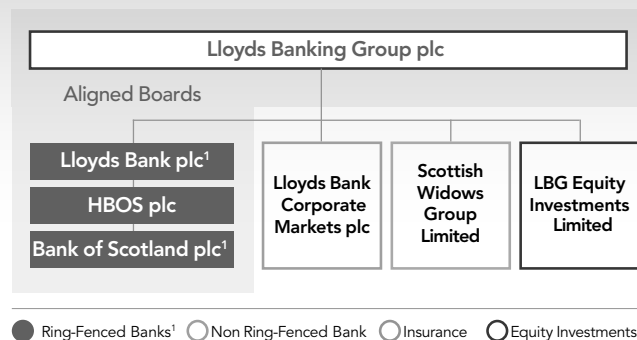 Lloyds Banking Group plc
Aligned Boards
Lloyds Bank plc¹
HBOS plc
Bank of Scotland plc¹
Lloyds Bank
Corporate
Markets plc
Scottish
Widows
Group
Limited
LBG Equity
Investments
Limited
Ring-Fenced Banks¹ Non Ring-Fenced Bank Insurance Equity Investments